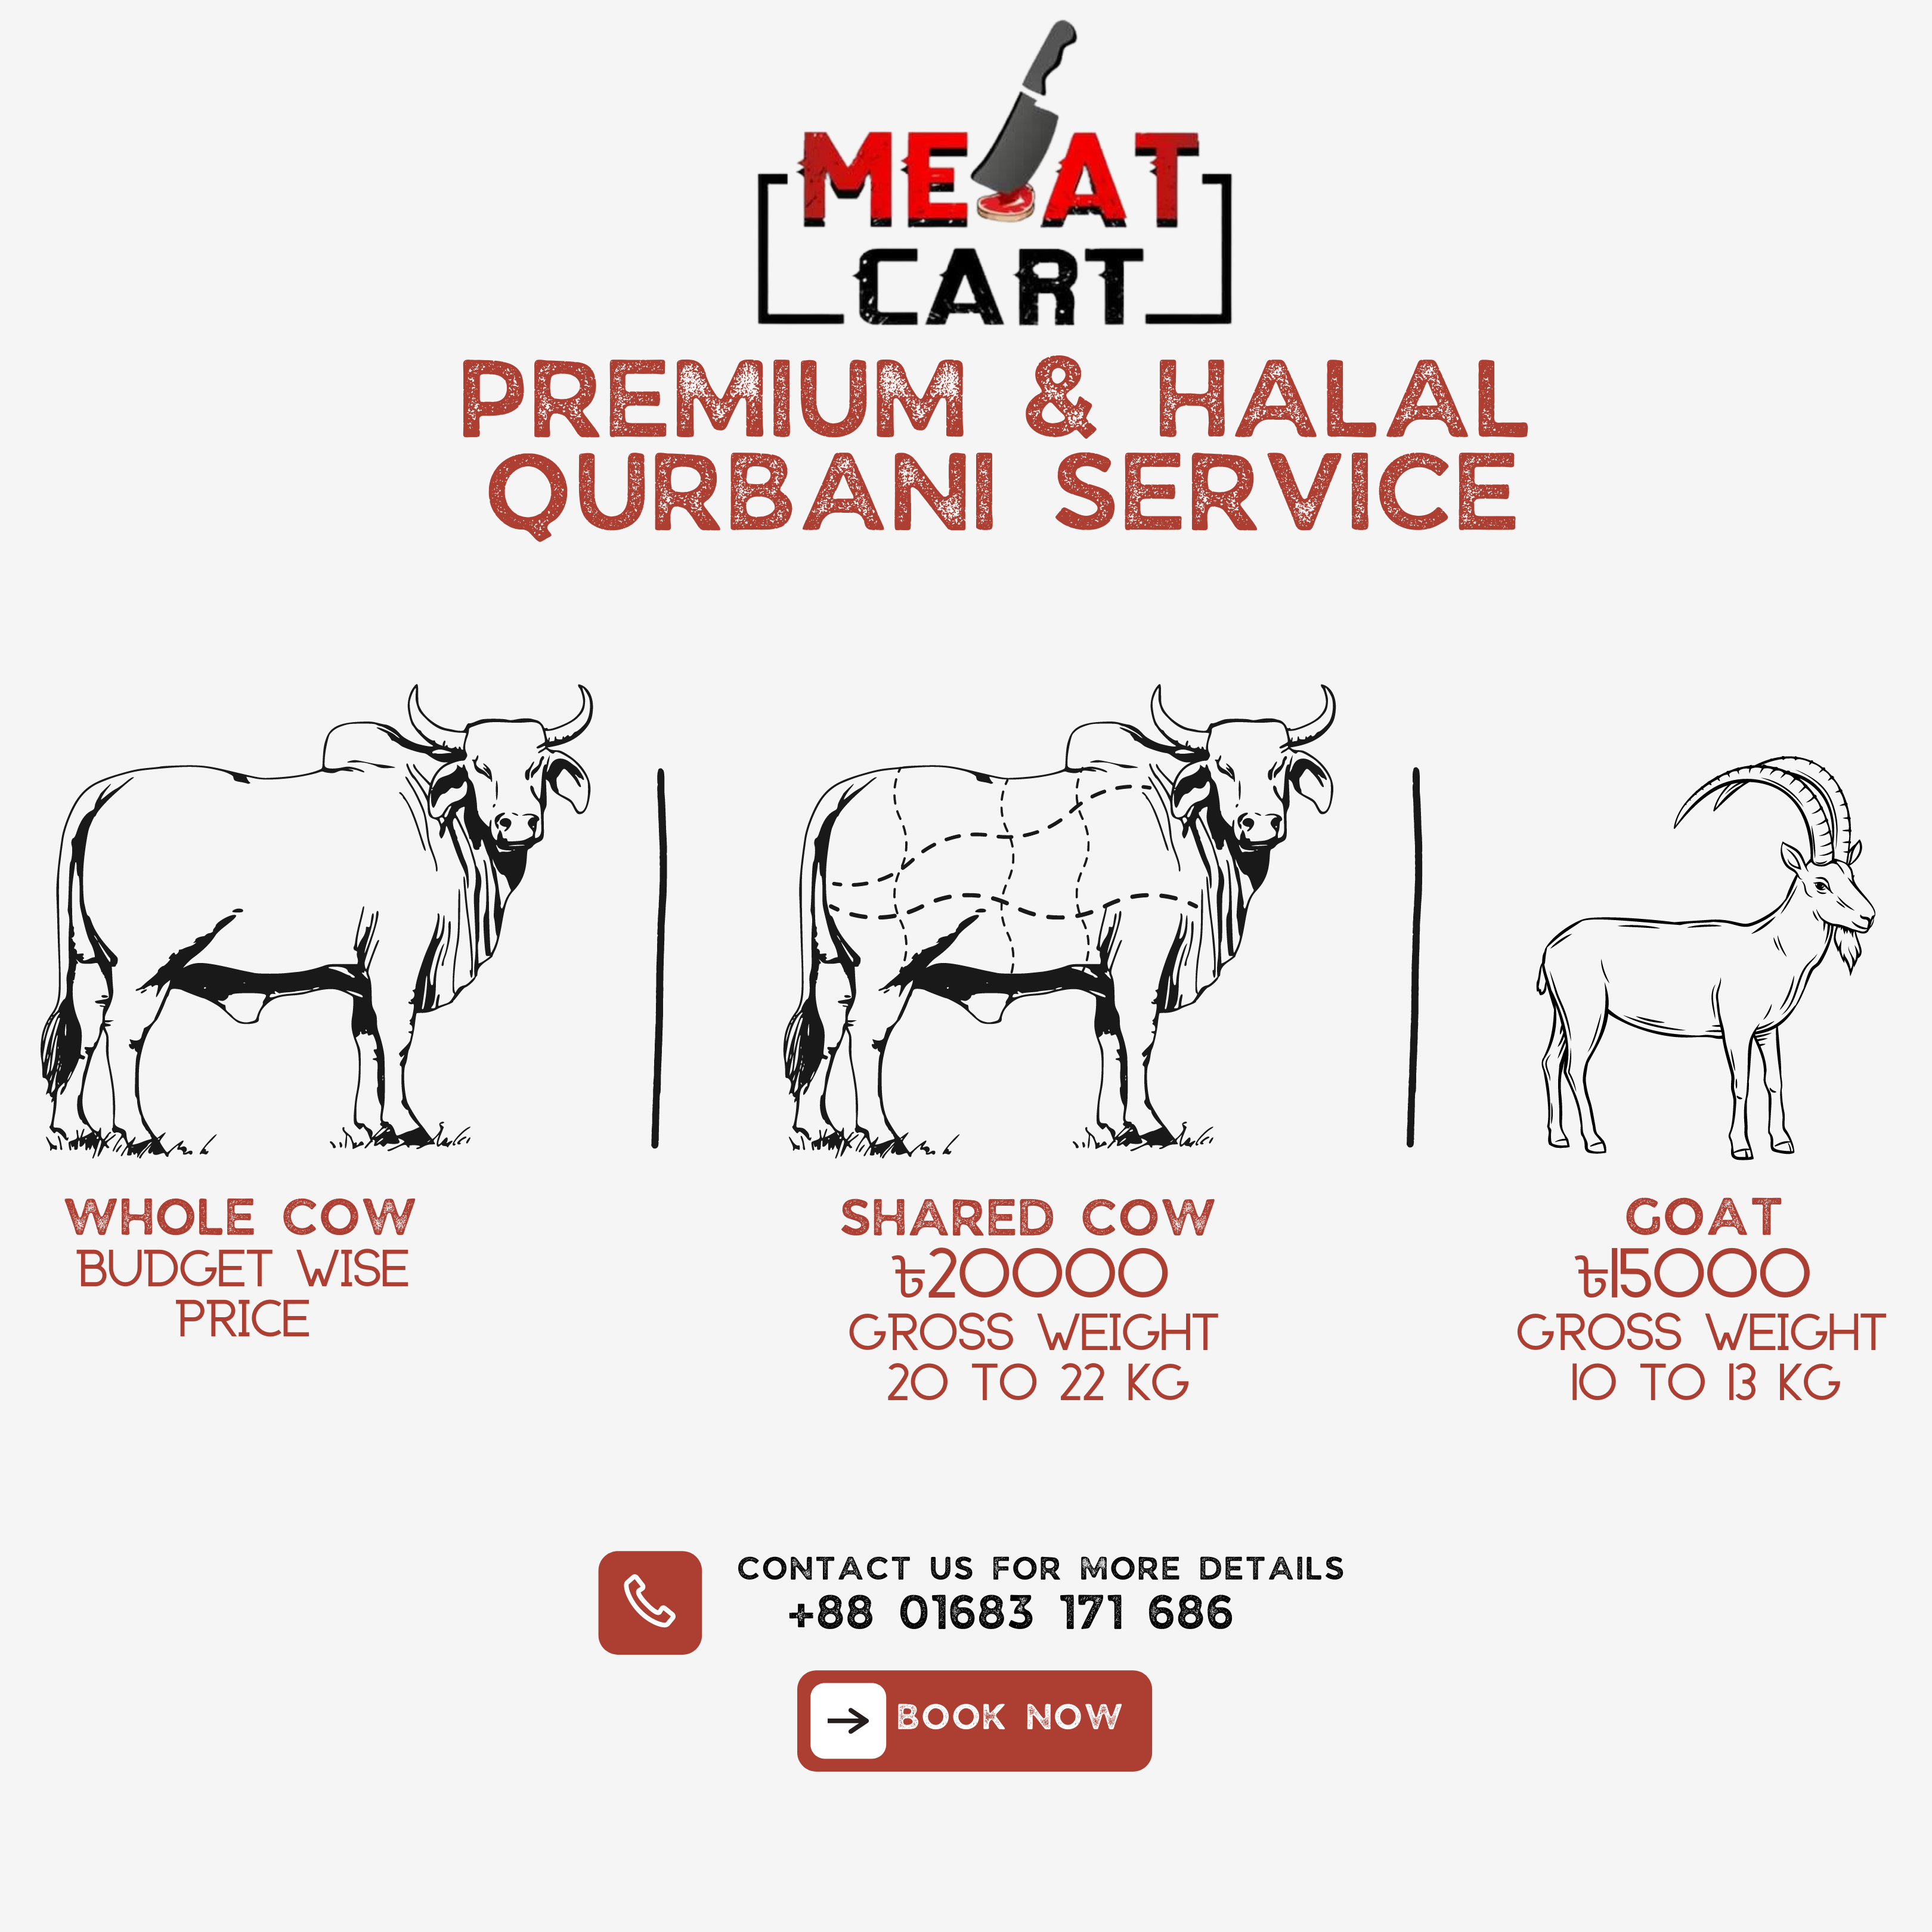 MEAT
CART
PREMIUM & HALAL
QURBANI SERVICE
WHOLE COW
BUDGET WISE
PRICE
SHARED COW
৳20000
GROSS WEIGHT
20 TO 22 KG
GOAT
৳15000
GROSS WEIGHT
10 TO 13 KG
CONTACT US FOR MORE DETAILS
+88 01683 171 686
BOOK NOW